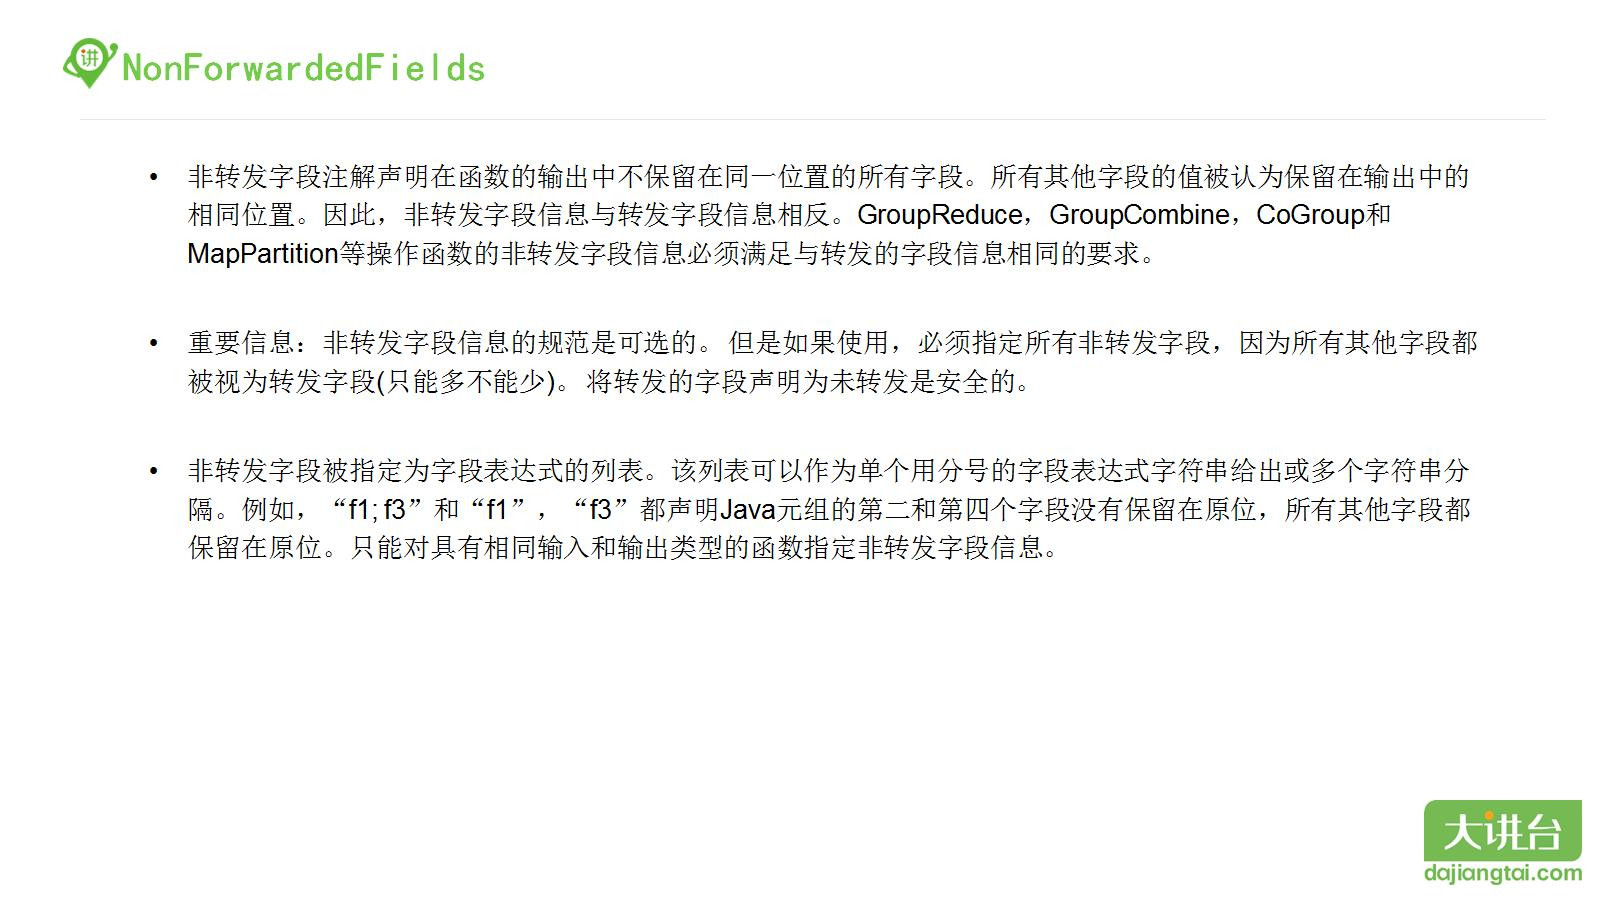 讲
NonForwardedFields
• 非转发字段注解声明在函数的输出中不保留在同一位置的所有字段。所有其他字段的值被认为保留在输出中的
相同位置。因此，非转发字段信息与转发字段信息相反。GroupReduce，GroupCombine，CoGroup和
MapPartition等操作函数的非转发字段信息必须满足与转发的字段信息相同的要求。
• 重要信息：非转发字段信息的规范是可选的。 但是如果使用，必须指定所有非转发字段，因为所有其他字段都
被视为转发字段(只能多不能少)。 将转发的字段声明为未转发是安全的。
• 非转发字段被指定为字段表达式的列表。该列表可以作为单个用分号的字段表达式字符串给出或多个字符串分
隔。例如，“f1; f3”和“f1”，“f3”都声明Java元组的第二和第四个字段没有保留在原位，所有其他字段都
保留在原位。只能对具有相同输入和输出类型的函数指定非转发字段信息。
大讲台
dajiangtai.com